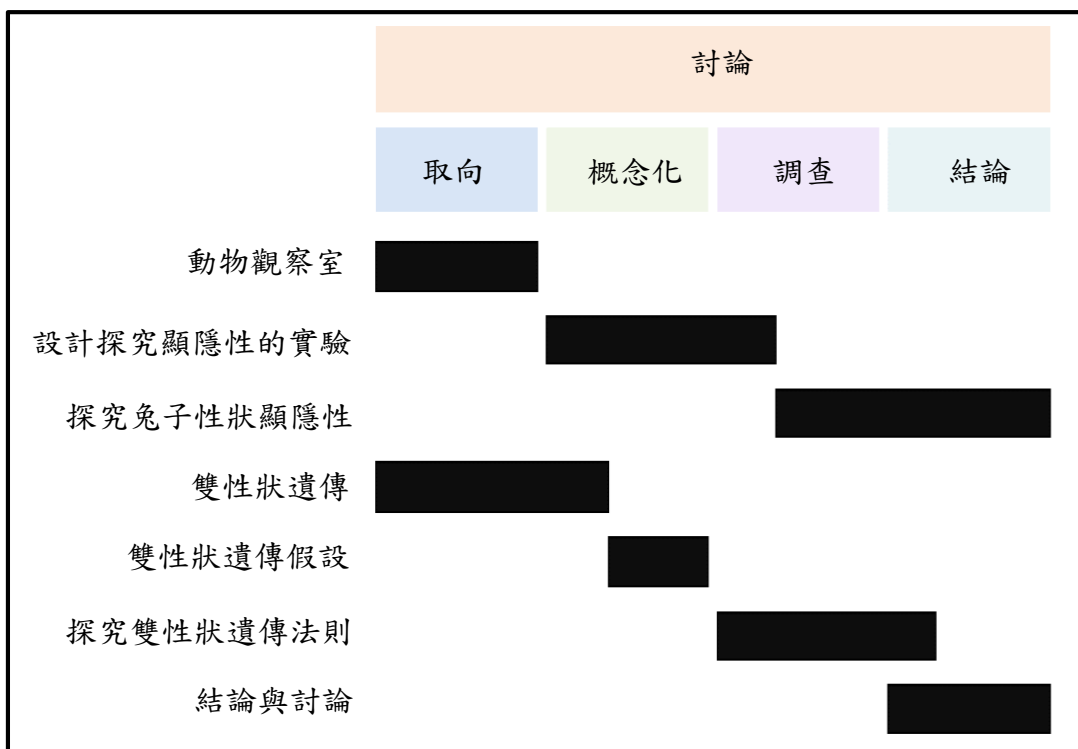 討論
取向 概念化 調查 結論
動物觀察室
設計探究顯隱性的實驗
探究兔子性狀顯隱性
雙性狀遺傳
雙性狀遺傳假設
探究雙性狀遺傳法則
結論與討論